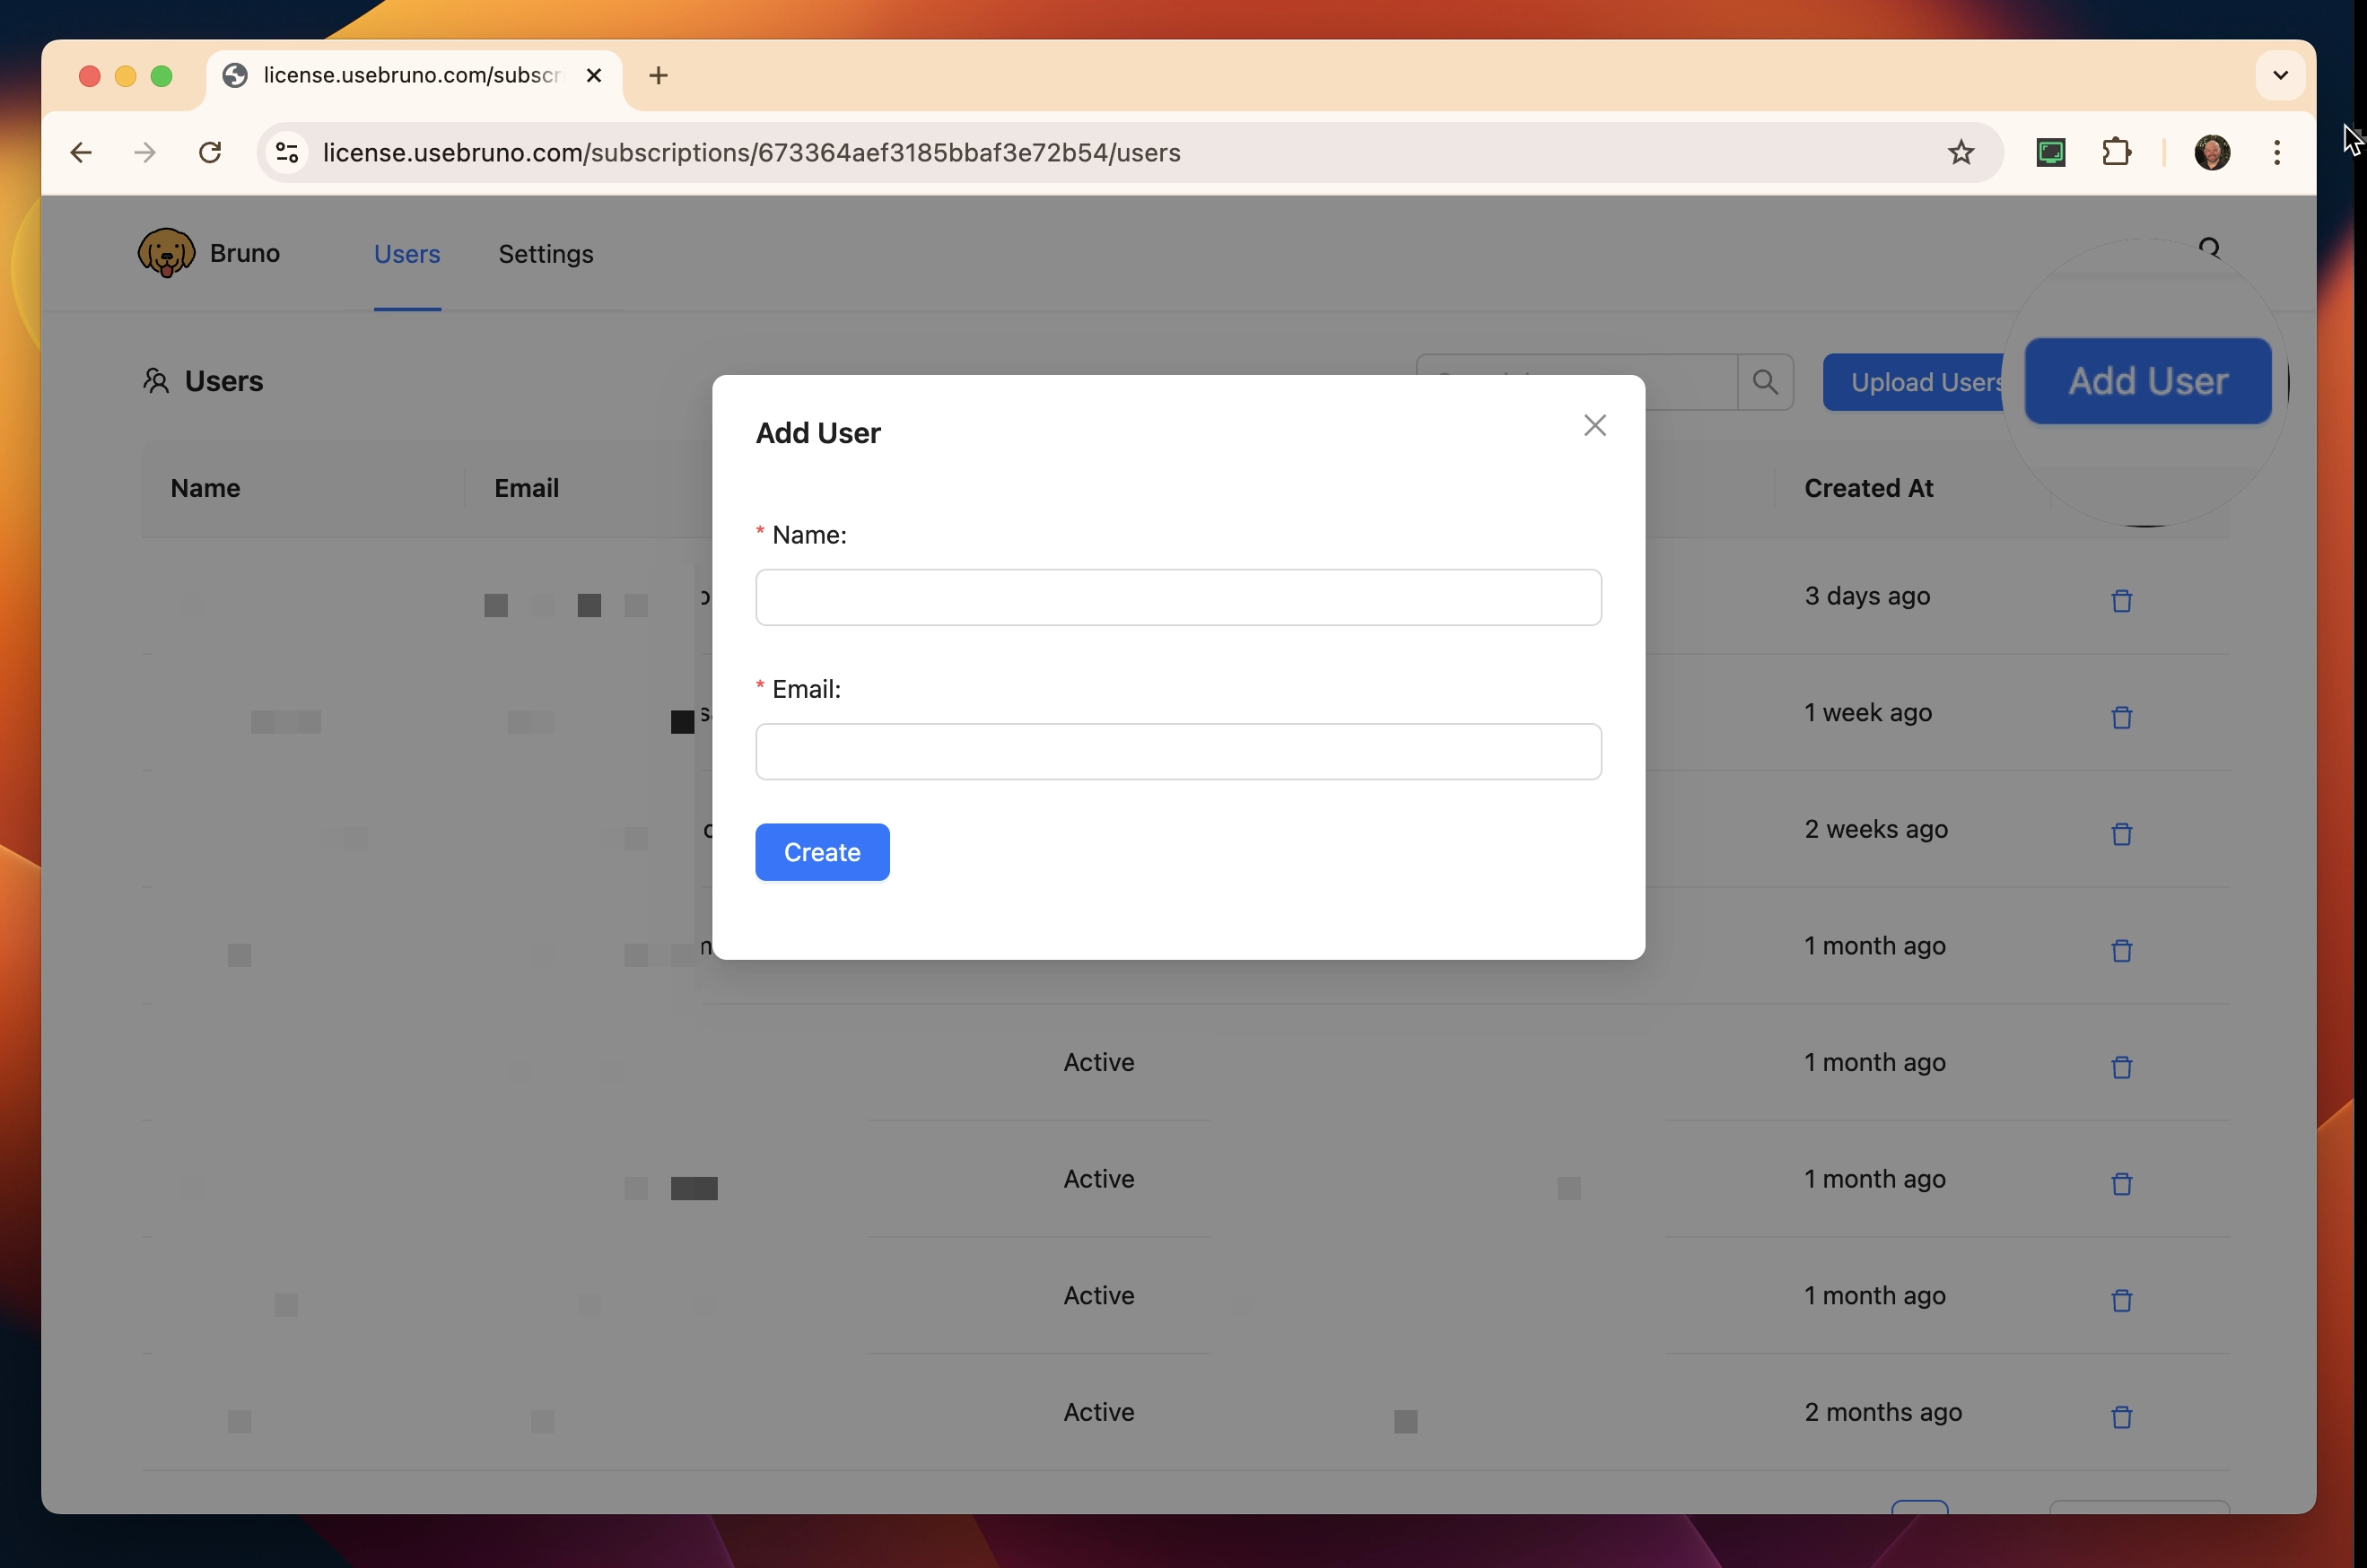 license.usebruno.com/subscr
license.usebruno.com/subscriptions/673364aef3185bbaf3e72b54/users
Bruno
Users
Settings
Users
Upload Users
Add User
Name
Email
Created At
Add User
* Name:
* Email:
Create
3 days ago
1 week ago
2 weeks ago
1 month ago
Active
1 month ago
Active
1 month ago
Active
1 month ago
Active
2 months ago